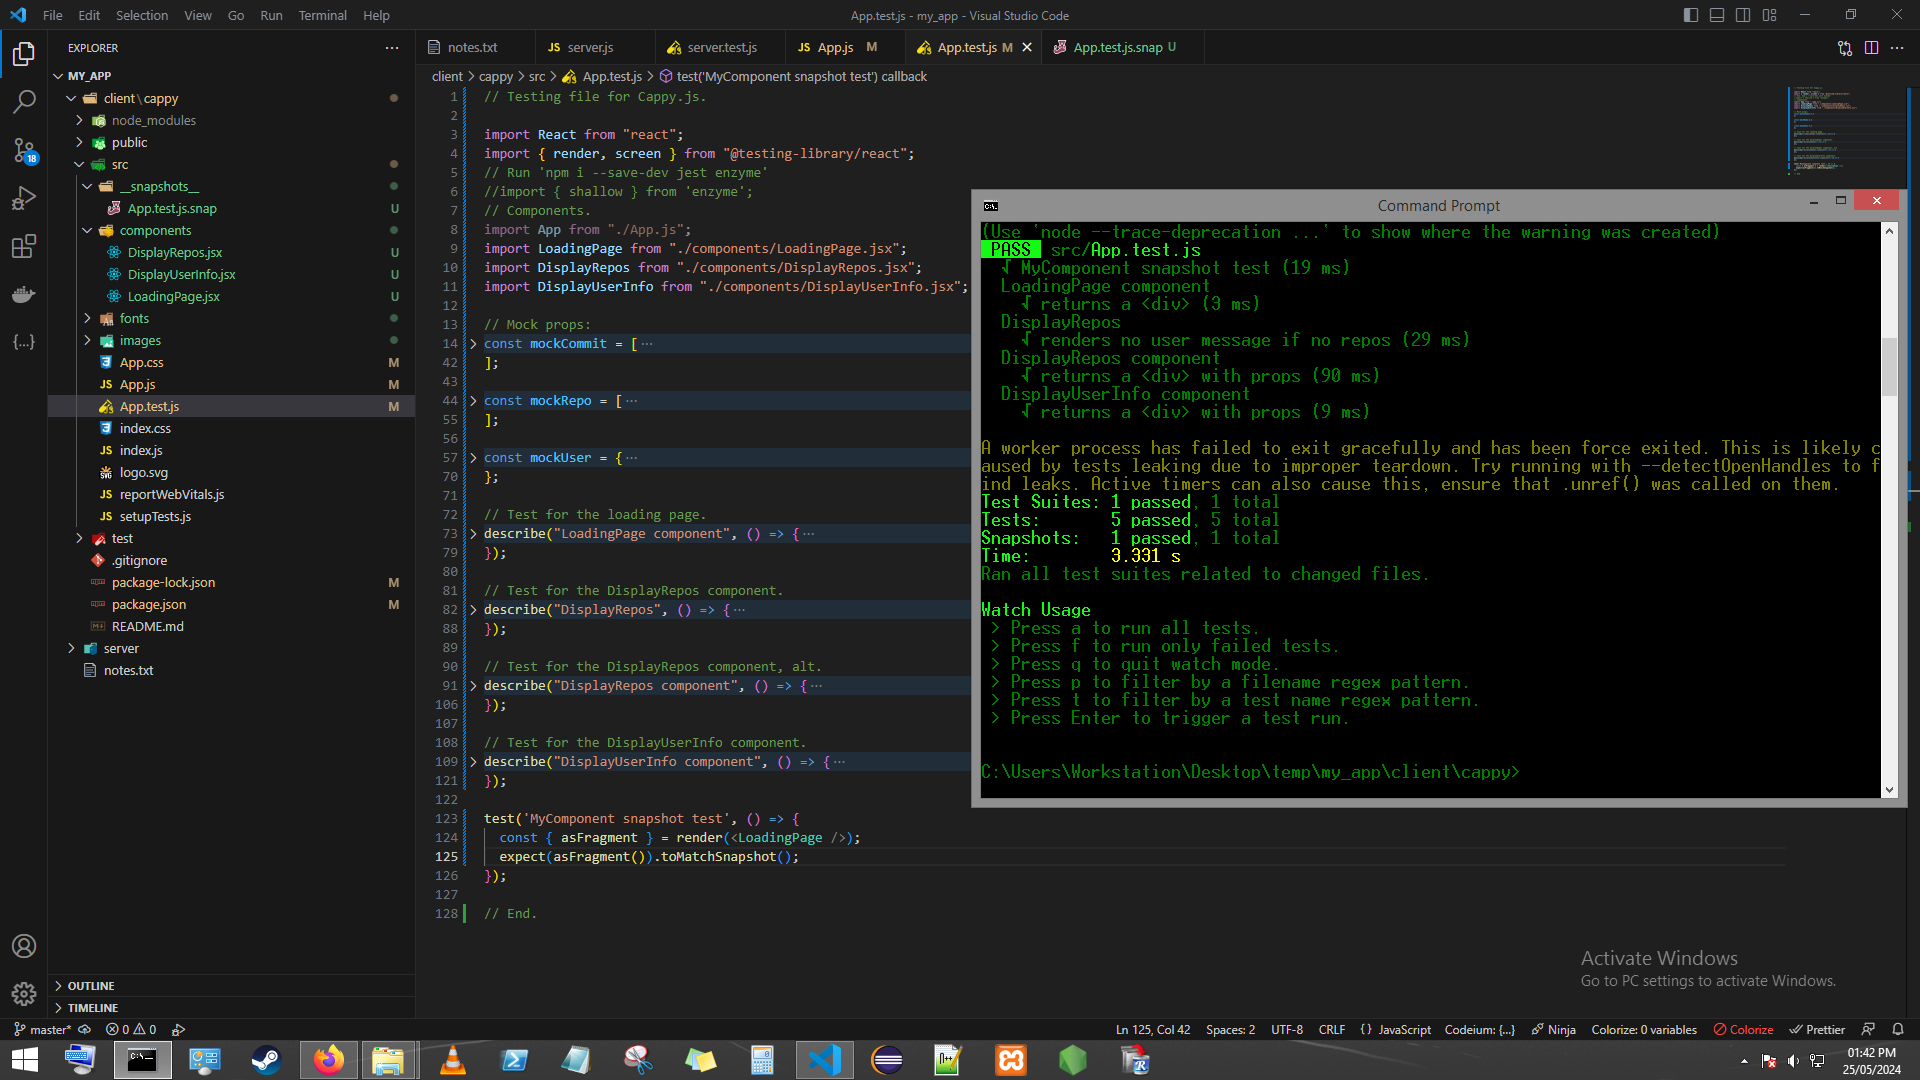 File Edit Selection View Go Run Terminal Help
App.test.js - my_app - Visual Studio Code
EXPLORER
notes.txt
JS server.js
server.test.js
JS App.js M
App.test.js M
App.test.js.snap U
MY_APP
client\cappy
node_modules
public
src
__snapshots__
App.test.js.snap U
components
DisplayRepos.jsx U
DisplayUserInfo.jsx U
LoadingPage.jsx U
fonts
images
App.css M
JS App.js M
App.test.js M
index.css
JS index.js
logo.svg
JS reportWebVitals.js
JS setupTests.js
test
.gitignore
package-lock.json M
package.json M
README.md
server
notes.txt
OUTLINE
TIMELINE
18
client > cappy > src > App.test.js > test('MyComponent snapshot test') callback
1 // Testing file for Cappy.js.
2
3 import React from "react";
4 import { render, screen } from "@testing-library/react";
5 // Run 'npm i --save-dev jest enzyme'
6 //import { shallow } from 'enzyme';
7 // Components.
8 import App from "./App.js";
9 import LoadingPage from "./components/LoadingPage.jsx";
10 import DisplayRepos from "./components/DisplayRepos.jsx";
11 import DisplayUserInfo from "./components/DisplayUserInfo.jsx";
12
13 // Mock props:
14 const mockCommit = [ ···
42 ];
43
44 const mockRepo = [ ···
55 ];
56
57 const mockUser = { ···
70 };
71
72 // Test for the loading page.
73 describe("LoadingPage component", () => { ···
79 });
80
81 // Test for the DisplayRepos component.
82 describe("DisplayRepos", () => { ···
88 });
89
90 // Test for the DisplayRepos component, alt.
91 describe("DisplayRepos component", () => { ···
106 });
107
108 // Test for the DisplayUserInfo component.
109 describe("DisplayUserInfo component", () => { ···
121 });
122
123 test('MyComponent snapshot test', () => {
124 const { asFragment } = render(<LoadingPage />);
125 expect(asFragment()).toMatchSnapshot();
126 });
127
128 // End.
Command Prompt
(Use 'node --trace-deprecation ...' to show where the warning was created)
PASS src/App.test.js
√ MyComponent snapshot test (19 ms)
LoadingPage component
√ returns a <div> (3 ms)
DisplayRepos
√ renders no user message if no repos (29 ms)
DisplayRepos component
√ returns a <div> with props (90 ms)
DisplayUserInfo component
√ returns a <div> with props (9 ms)
A worker process has failed to exit gracefully and has been force exited. This is likely c
aused by tests leaking due to improper teardown. Try running with --detectOpenHandles to f
ind leaks. Active timers can also cause this, ensure that .unref() was called on them.
Test Suites: 1 passed, 1 total
Tests: 5 passed, 5 total
Snapshots: 1 passed, 1 total
Time: 3.331 s
Ran all test suites related to changed files.
Watch Usage
> Press a to run all tests.
> Press f to run only failed tests.
> Press q to quit watch mode.
> Press p to filter by a filename regex pattern.
> Press t to filter by a test name regex pattern.
> Press Enter to trigger a test run.
C:\Users\Workstation\Desktop\temp\my_app\client\cappy>
Activate Windows
Go to PC settings to activate Windows.
master* 0 0
Ln 125, Col 42 Spaces: 2 UTF-8 CRLF {} JavaScript Codeium: {...} Ninja Colorize: 0 variables Colorize Prettier
01:42 PM
25/05/2024